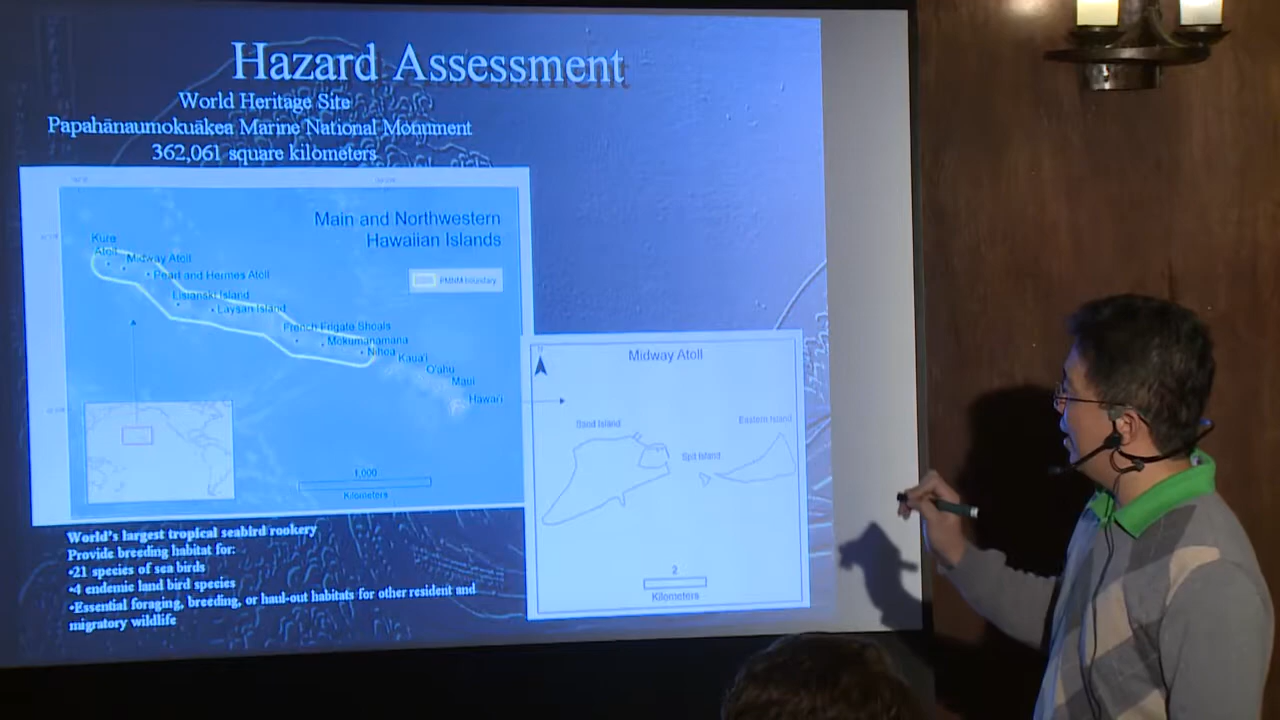 Hazard Assessment
World Heritage Site
Papahānaumokuākea Marine National Monument
362,061 square kilometers
Main and Northwestern
Hawaiian Islands
PMNM boundary
Kure
Atoll
Midway Atoll
Pearl and Hermes Atoll
Lisianski Island
Laysan Island
French Frigate Shoals
Mokumanamana
Nihoa
Kaua'i
O'ahu
Maui
Hawai'i
1,000
Kilometers
N
Midway Atoll
Sand Island
Eastern Island
Spit Island
2
Kilometers
World's largest tropical seabird rookery
Provide breeding habitat for:
•21 species of sea birds
•4 endemic land bird species
•Essential foraging, breeding, or haul-out habitats for other resident and
migratory wildlife